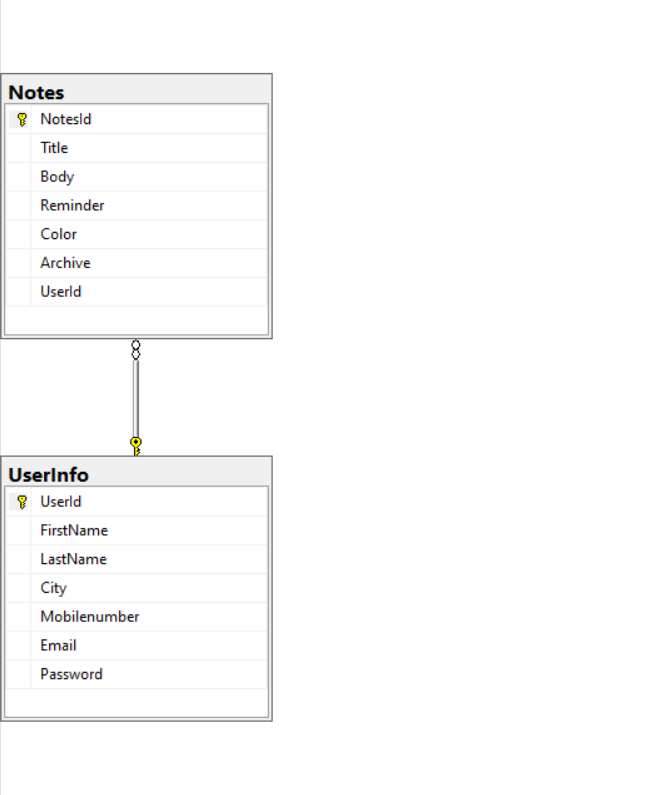 Notes
NotesId
Title
Body
Reminder
Color
Archive
UserId
UserInfo
UserId
FirstName
LastName
City
Mobilenumber
Email
Password